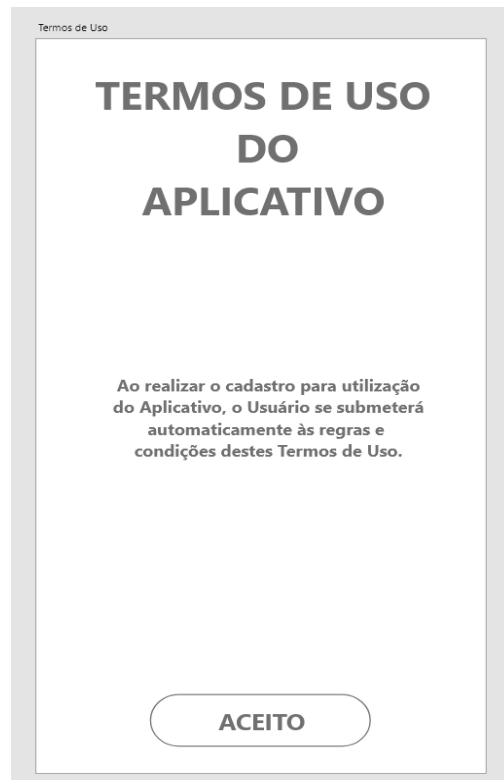 Termos de Uso
TERMOS DE USO
DO
APLICATIVO
Ao realizar o cadastro para utilização
do Aplicativo, o Usuário se submeterá
automaticamente às regras e
condições destes Termos de Uso.
ACEITO